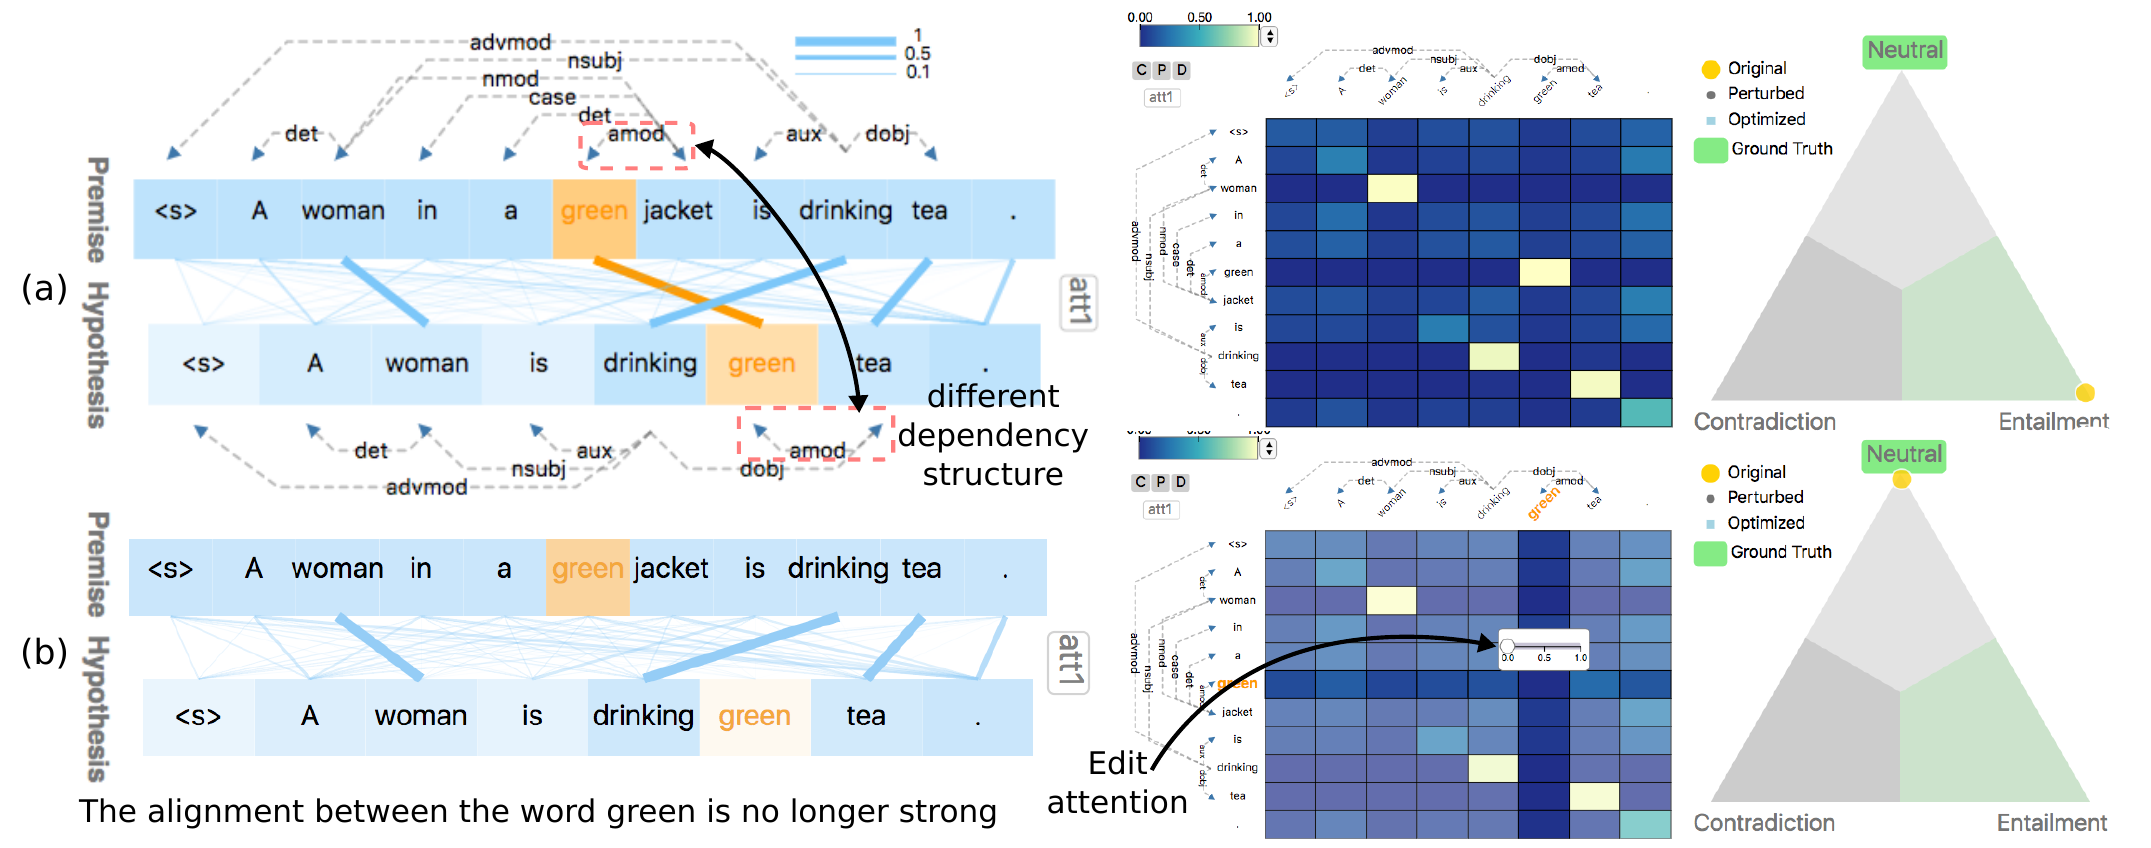 (a)
advmod
nsubj
nmod
case
det
det
amod
aux
dobj
1
0.5
0.1
Premise
<s> A woman in a green jacket is drinking tea .
Hypothesis
<s> A woman is drinking green tea .
att1
det
aux
amod
nsubj
dobj
advmod
different
dependency
structure
0.00 0.50 1.00
C P D
att1
advmod
det
nsubj
aux
dobj
amod
<s> A woman is drinking green tea .
<s>
A
woman
in
a
green
jacket
is
drinking
tea
.
advmod
nsubj
nmod
case
det
det
amod
aux
dobj
Neutral
Original
Perturbed
Optimized
Ground Truth
Contradiction
Entailment
(b)
Premise
<s> A woman in a green jacket is drinking tea .
Hypothesis
<s> A woman is drinking green tea .
att1
The alignment between the word green is no longer strong
0.00 0.50 1.00
C P D
att1
advmod
det
nsubj
aux
dobj
amod
<s> A woman is drinking green tea .
<s>
A
woman
in
a
green
jacket
is
drinking
tea
.
advmod
nsubj
nmod
case
det
det
amod
aux
dobj
0.0 0.5 1.0
Edit
attention
Neutral
Original
Perturbed
Optimized
Ground Truth
Contradiction
Entailment